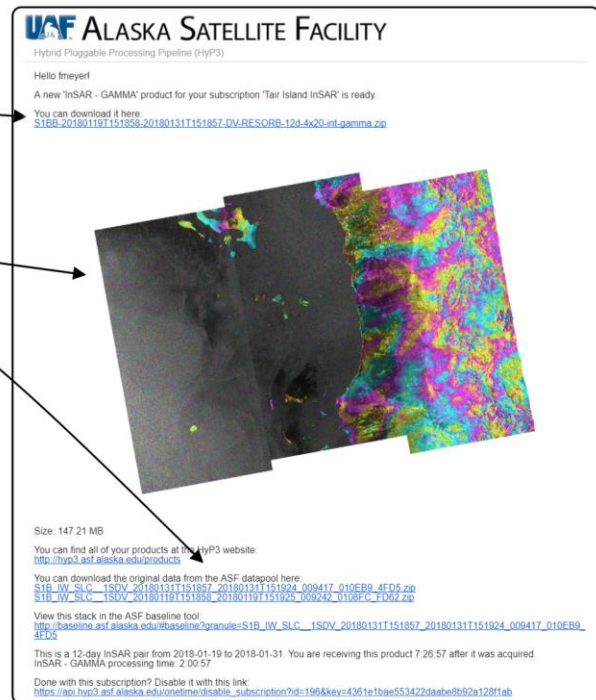 UAF ALASKA SATELLITE FACILITY
Hybrid Pluggable Processing Pipeline (HyP3)
Hello fmeyer!
A new 'InSAR - GAMMA' product for your subscription 'Tair Island InSAR' is ready.
You can download it here:
S1BB-20180119T151858-20180131T151857-DV-RESORB-12d-4x20-int-gamma.zip
Size: 147.21 MB
You can find all of your products at the HyP3 website:
http://hyp3.asf.alaska.edu/products
You can download the original data from the ASF datapool here:
S1B_IW_SLC__1SDV_20180131T151857_20180131T151924_009417_010EB9_4FD5.zip
S1B_IW_SLC__1SDV_20180119T151858_20180119T151925_009242_0108FC_FD62.zip
View this stack in the ASF baseline tool:
http://baseline.asf.alaska.edu/#baseline?granule=S1B_IW_SLC__1SDV_20180131T151857_20180131T151924_009417_010EB9_
4FD5
This is a 12-day InSAR pair from 2018-01-19 to 2018-01-31. You are receiving this product 7:26:57 after it was acquired.
InSAR - GAMMA processing time: 2:00:57
Done with this subscription? Disable it with this link:
https://api.hyp3.asf.alaska.edu/onetime/disable_subscription?id=196&key=4361e1bae553422daabe8b92a128f1ab